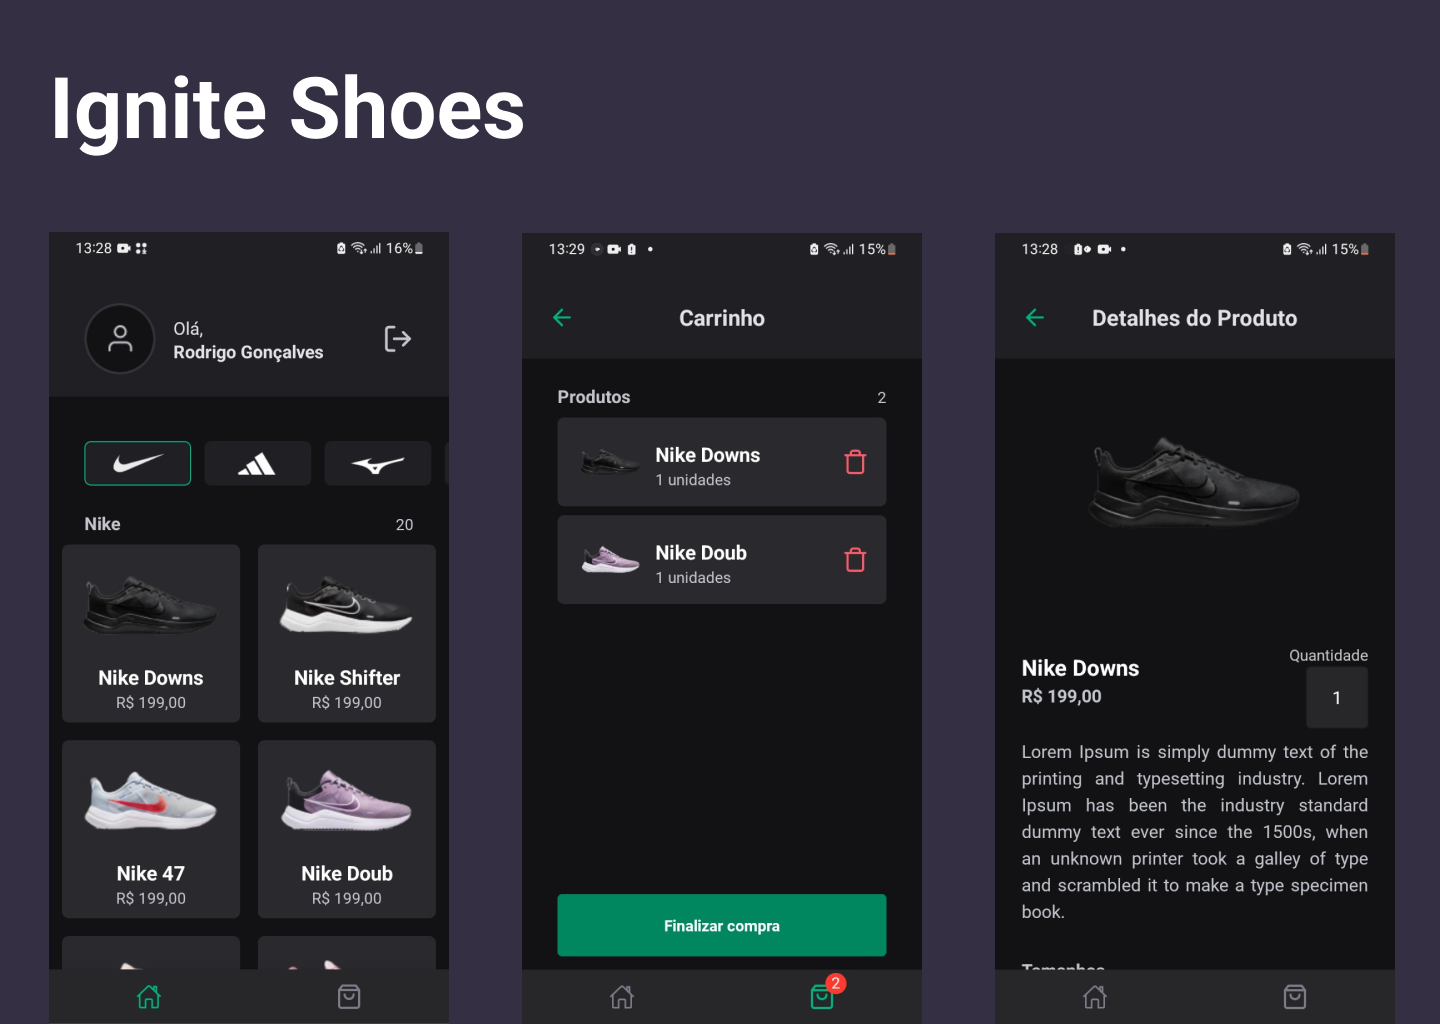 Ignite Shoes
13:28
16%
Olá,
Rodrigo Gonçalves
Nike
20
Nike Downs
R$ 199,00
Nike Shifter
R$ 199,00
Nike 47
R$ 199,00
Nike Doub
R$ 199,00
13:29
15%
Carrinho
Produtos
2
Nike Downs
1 unidades
Nike Doub
1 unidades
Finalizar compra
2
13:28
15%
Detalhes do Produto
Quantidade
Nike Downs
R$ 199,00
1
Lorem Ipsum is simply dummy text of the
printing and typesetting industry. Lorem
Ipsum has been the industry standard
dummy text ever since the 1500s, when
an unknown printer took a galley of type
and scrambled it to make a type specimen
book.
Tamanhos